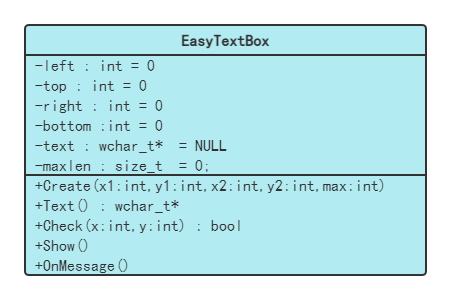 EasyTextBox
-left : int = 0
-top : int = 0
-right : int = 0
-bottom :int = 0
-text : wchar_t*  = NULL
-maxlen : size_t  = 0;
+Create(x1:int,y1:int,x2:int,y2:int,max:int)
+Text() : wchar_t*
+Check(x:int,y:int) : bool
+Show()
+OnMessage()